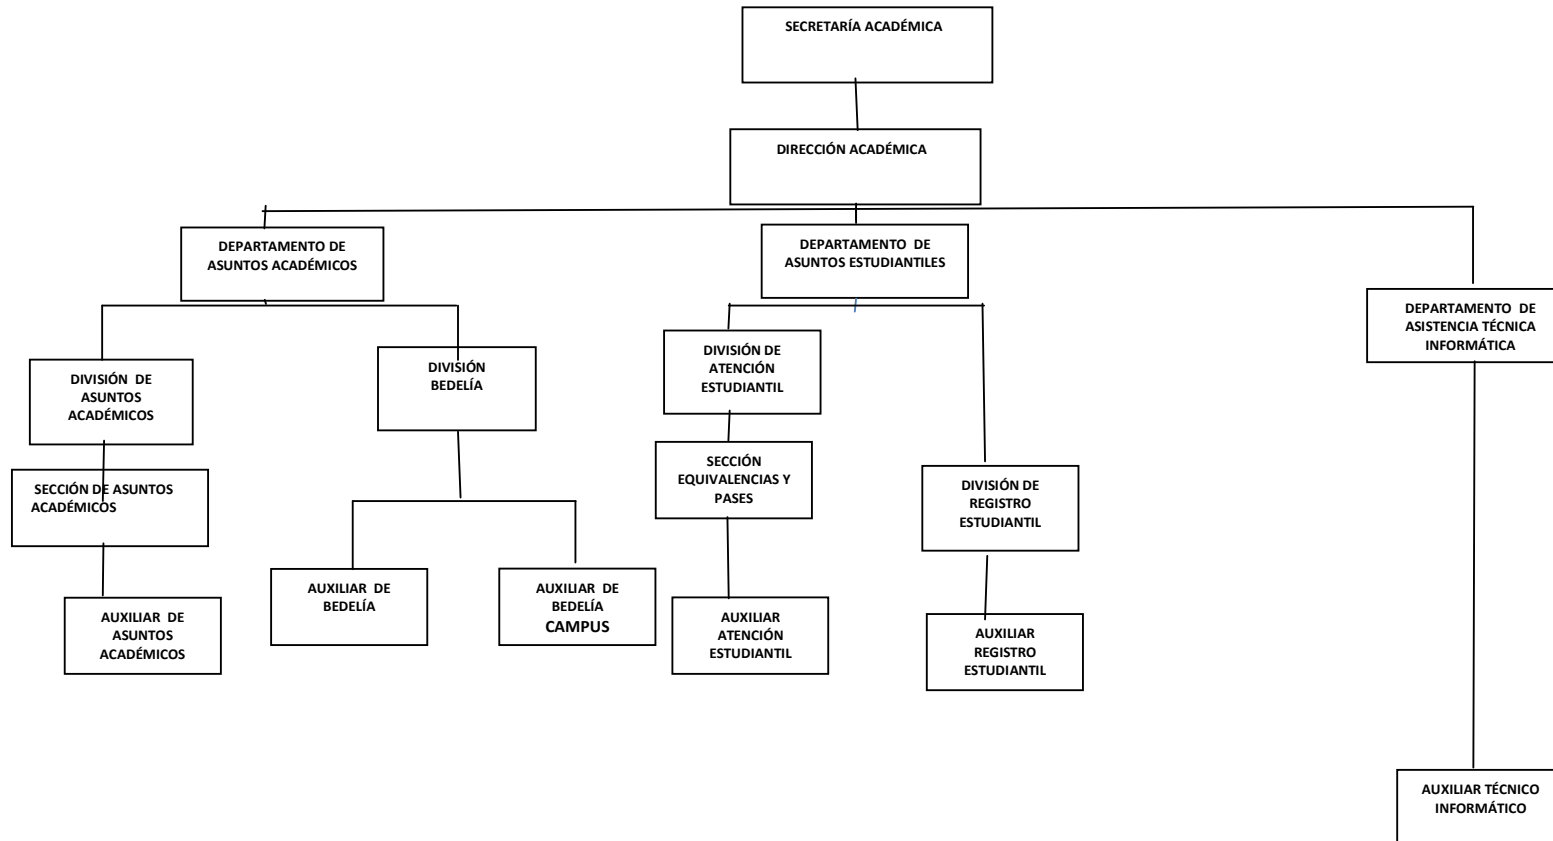 SECRETARÍA ACADÉMICA
DIRECCIÓN ACADÉMICA
DEPARTAMENTO DE
ASUNTOS ACADÉMICOS
DEPARTAMENTO DE
ASUNTOS ESTUDIANTILES
DEPARTAMENTO DE
ASISTENCIA TÉCNICA
INFORMÁTICA
DIVISIÓN DE
ASUNTOS
ACADÉMICOS
DIVISIÓN
BEDELÍA
DIVISIÓN DE
ATENCIÓN
ESTUDIANTIL
SECCIÓN DE ASUNTOS
ACADÉMICOS
SECCIÓN
EQUIVALENCIAS Y
PASES
DIVISIÓN DE
REGISTRO
ESTUDIANTIL
AUXILIAR DE
ASUNTOS
ACADÉMICOS
AUXILIAR DE
BEDELÍA
AUXILIAR DE
BEDELÍA
CAMPUS
AUXILIAR
ATENCIÓN
ESTUDIANTIL
AUXILIAR
REGISTRO
ESTUDIANTIL
AUXILIAR TÉCNICO
INFORMÁTICO